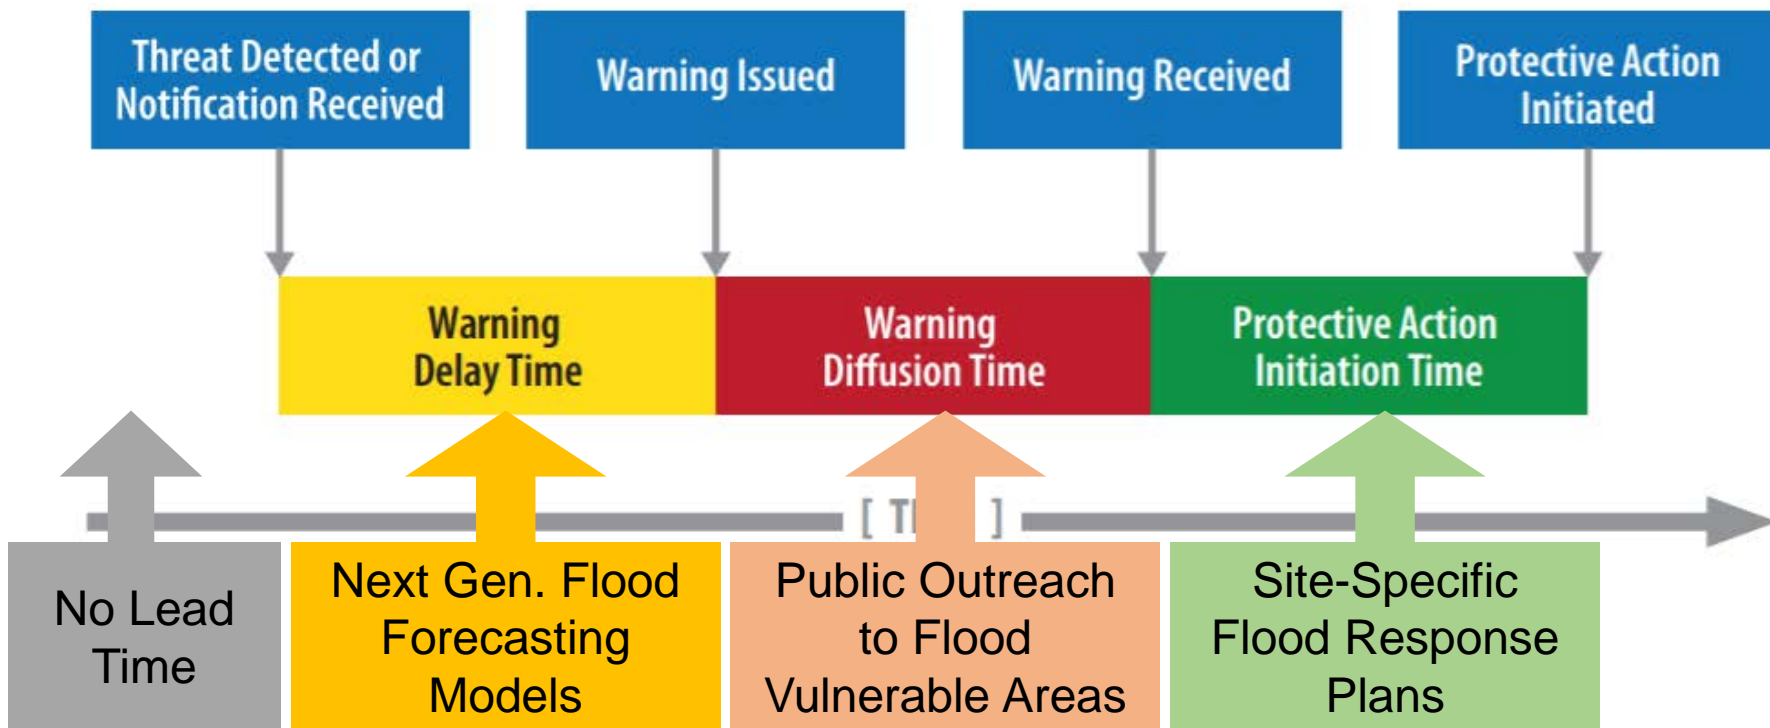 Threat Detected or
Notification Received
Warning Issued
Warning Received
Protective Action
Initiated
Warning
Delay Time
Warning
Diffusion Time
Protective Action
Initiation Time
[ T ]
No Lead
Time
Next Gen. Flood
Forecasting
Models
Public Outreach
to Flood
Vulnerable Areas
Site-Specific
Flood Response
Plans